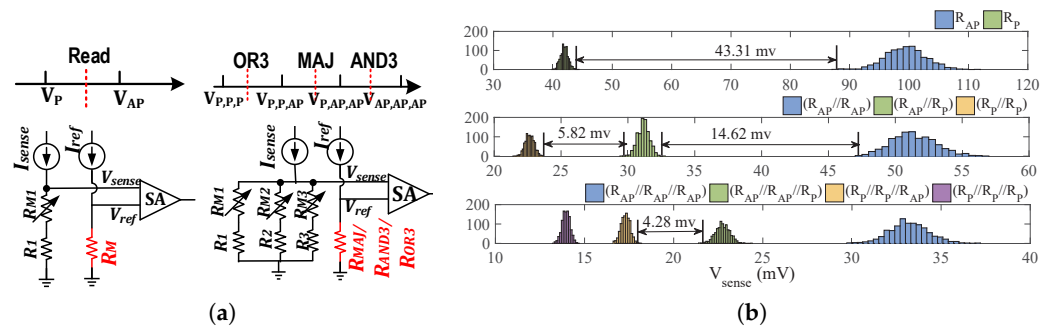 Read
V_P V_AP
OR3 MAJ AND3
V_P,P,P V_P,P,AP V_P,AP,AP V_AP,AP,AP
I_sense I_ref
V_sense
R_M1 SA
V_ref
R_1 R_M
I_sense I_ref
V_sense
R_M1 R_M2 R_M3 SA
V_ref
R_1 R_2 R_3 R_MAJ/
R_AND3/
R_OR3
(a)
(b)
R_AP R_P
200
100
0
43.31 mv
30 40 50 60 70 80 90 100 110 120
(R_AP//R_AP) (R_AP//R_P) (R_P//R_P)
200
100
0
5.82 mv 14.62 mv
20 25 30 35 40 45 50 55 60
(R_AP//R_AP//R_AP) (R_AP//R_AP//R_P) (R_P//R_P//R_AP) (R_P//R_P//R_P)
200
100
0
4.28 mv
10 15 20 25 30 35 40
V_sense (mV)